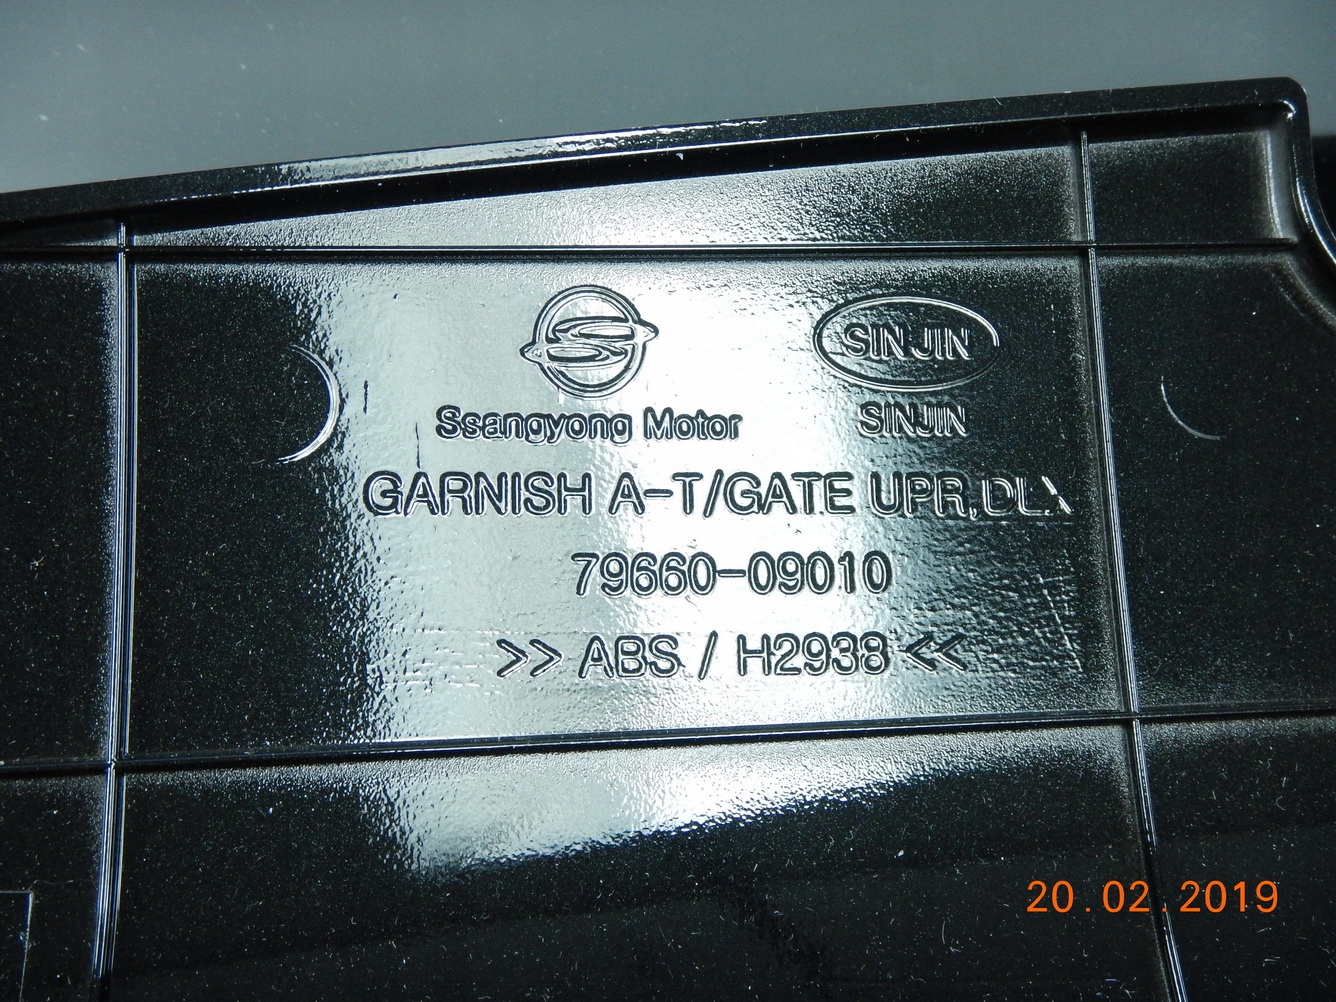 SINJIN
Ssangyong Motor SINJIN
GARNISH A-T/GATE UPR,DLX
79660-09010
>> ABS / H2938 <<
20.02.2019